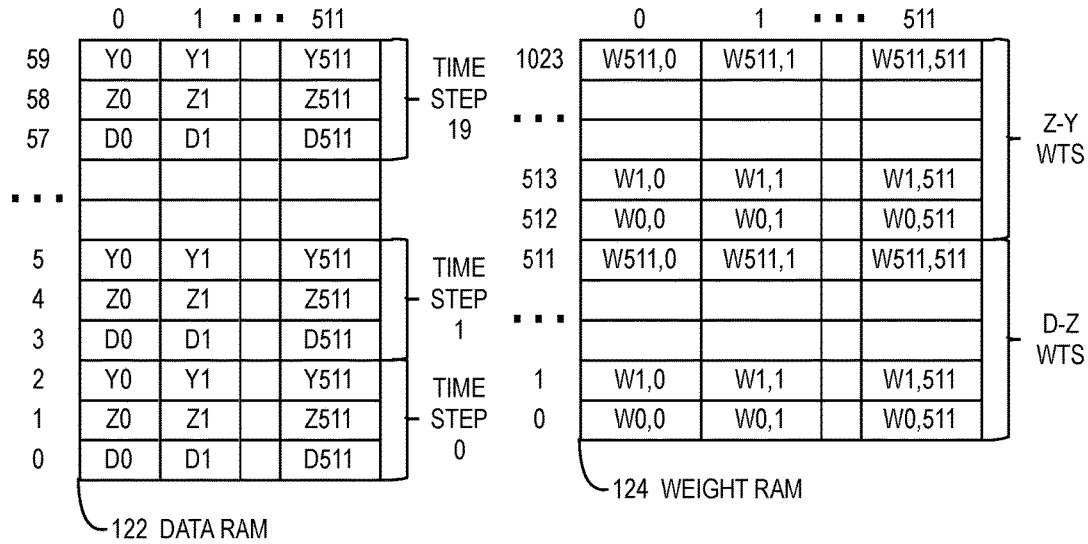 0 1 ▪ ▪ ▪ 511
59 Y0 Y1 Y511
58 Z0 Z1 Z511
57 D0 D1 D511
TIME
STEP
19
▪ ▪ ▪
5 Y0 Y1 Y511
4 Z0 Z1 Z511
3 D0 D1 D511
TIME
STEP
1
2 Y0 Y1 Y511
1 Z0 Z1 Z511
0 D0 D1 D511
TIME
STEP
0
122 DATA RAM
0 1 ▪ ▪ ▪ 511
1023 W511,0 W511,1 W511,511
▪ ▪ ▪
513 W1,0 W1,1 W1,511
512 W0,0 W0,1 W0,511
Z-Y
WTS
511 W511,0 W511,1 W511,511
▪ ▪ ▪
1 W1,0 W1,1 W1,511
0 W0,0 W0,1 W0,511
D-Z
WTS
124 WEIGHT RAM